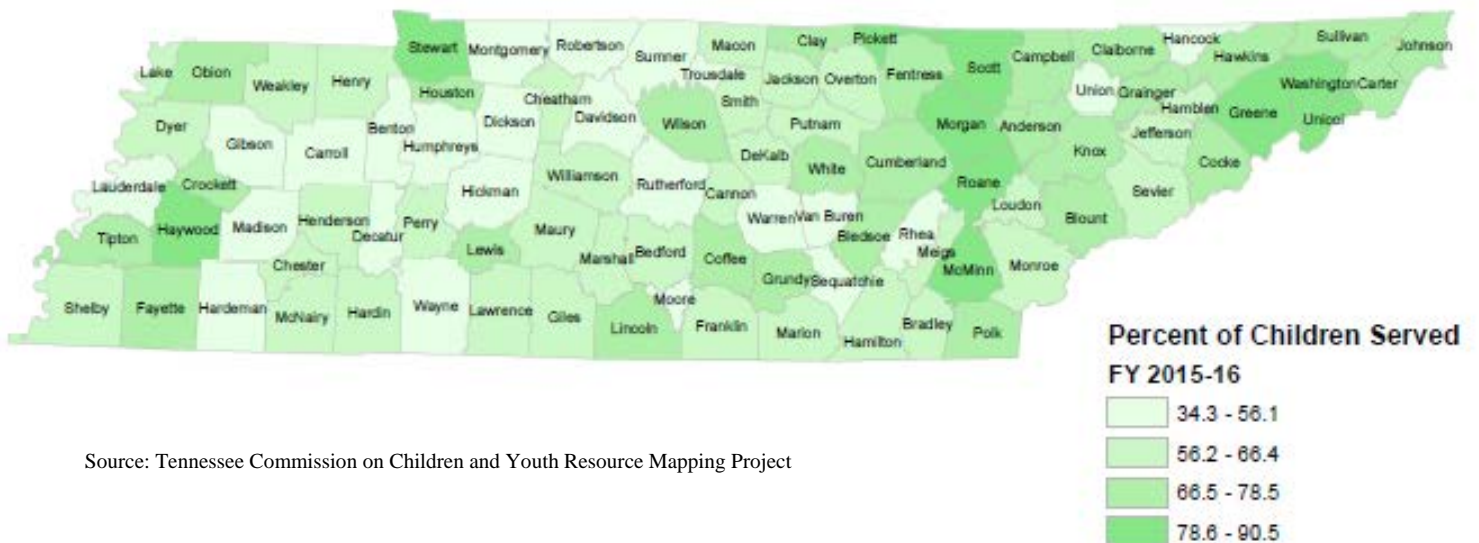 Stewart Montgomery Robertson Sumner Macon Clay Pickett Scott Campbell Claiborne Hancock Hawkins Sullivan Johnson
Lake Obion Weakley Henry Houston Cheatham Trousdale Jackson Overton Fentress Union Grainger Hamblen Greene Washington Carter
Dyer Gibson Carroll Benton Humphreys Dickson Davidson Wilson Smith Putnam Morgan Anderson Knox Jefferson Cocke Unicoi
Lauderdale Crockett Hickman Williamson Rutherford Cannon DeKalb White Cumberland Roane Loudon Blount Sevier
Tipton Haywood Madison Henderson Decatur Perry Lewis Maury Marshall Bedford Coffee Warren Van Buren Bledsoe Rhea Meigs McMinn Monroe
Shelby Fayette Hardeman Chester McNairy Hardin Wayne Lawrence Giles Lincoln Moore Franklin Grundy Sequatchie Marion Hamilton Bradley Polk
Percent of Children Served
FY 2015-16
34.3 - 56.1
56.2 - 66.4
66.5 - 78.5
78.6 - 90.5
Source: Tennessee Commission on Children and Youth Resource Mapping Project